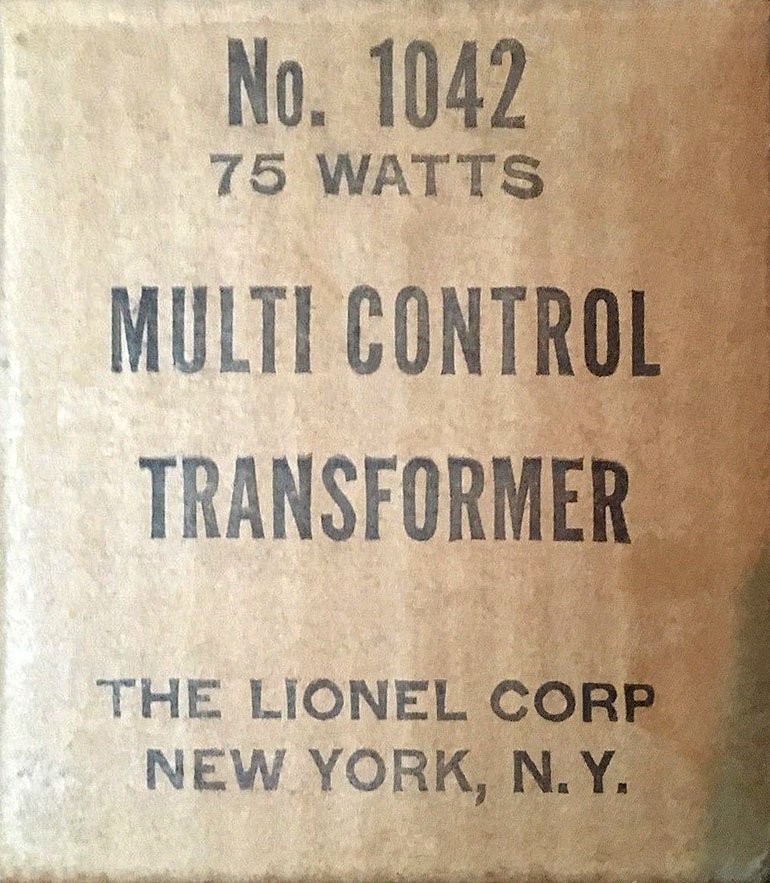 No. 1042
75 WATTS
MULTI CONTROL
TRANSFORMER
THE LIONEL CORP
NEW YORK, N.Y.